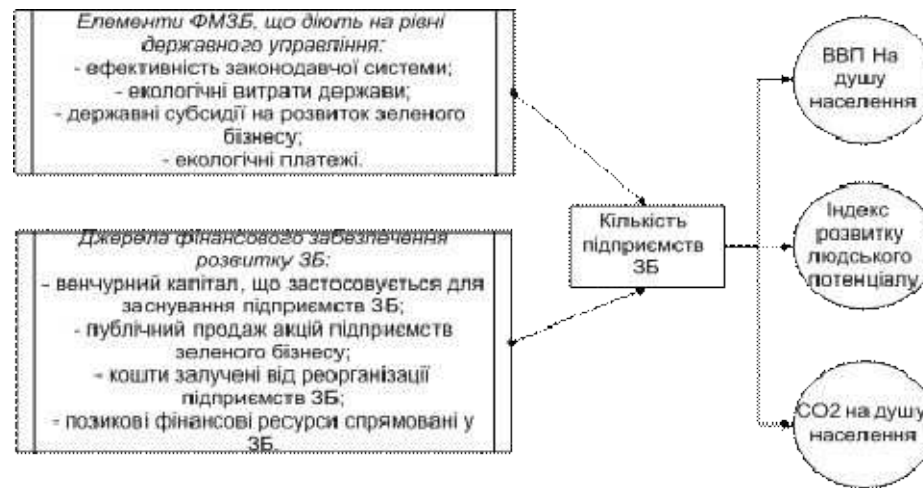 Елементи ФМЗБ, що діють на рівні
державного управління:
- ефективність законодавчої системи;
- екологічні витрати держави;
- державні субсидії на розвиток зеленого
бізнесу;
- екологічні платежі.
Джерела фінансового забезпечення
розвитку ЗБ:
- венчурний капітал, що застосовується для
заснування підприємств ЗБ;
- публічний продаж акцій підприємств
зеленого бізнесу;
- кошти залучені від реорганізації
підприємств ЗБ;
- позикові фінансові ресурси спрямовані у
ЗБ.
Кількість
підприємств
ЗБ
ВВП На
душу
населення
Індекс
розвитку
людського
потенціалу
СО2 на душу
населення